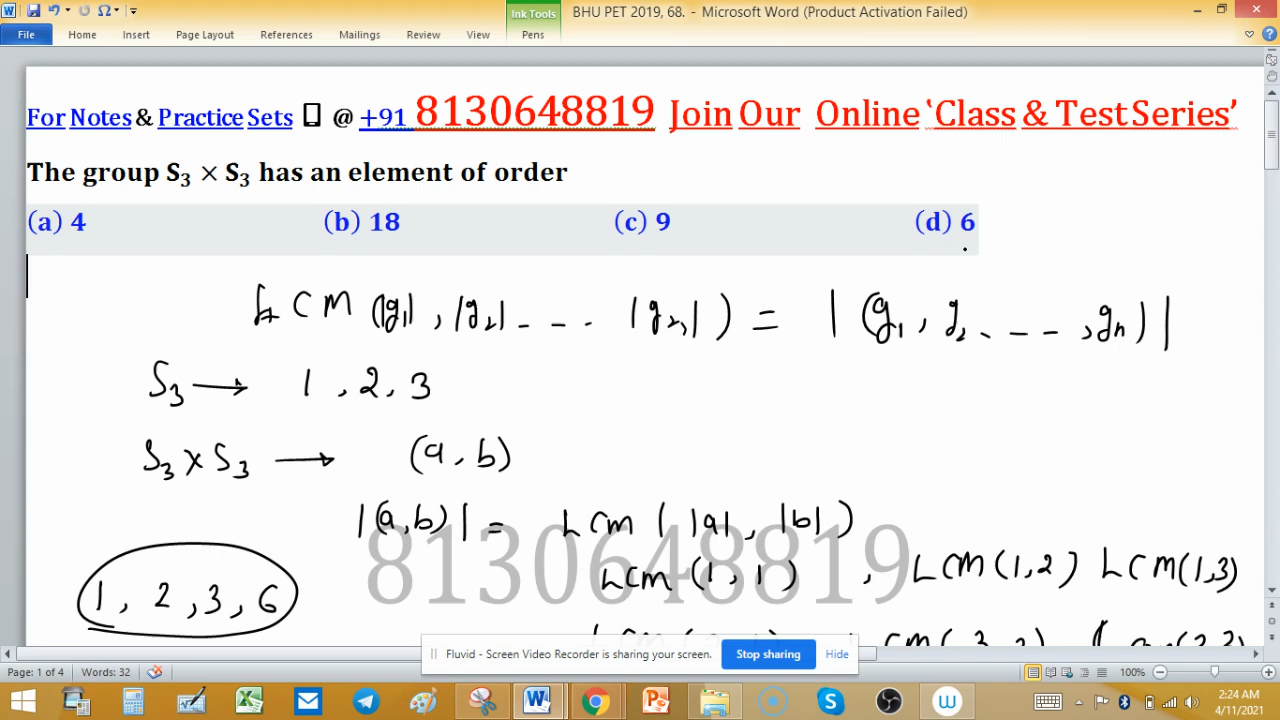 BHU PET 2019, 68. - Microsoft Word (Product Activation Failed)
Ink Tools
File Home Insert Page Layout References Mailings Review View Pens
For Notes & Practice Sets @ +91 8130648819 Join Our Online 'Class & Test Series'
The group S₃ × S₃ has an element of order
(a) 4 (b) 18 (c) 9 (d) 6
LCM (|g₁|, |g₂| - - - |g₂,|) = |(g₁, g₂ - - - , gn)|
S₃ → 1, 2, 3
S₃ × S₃ → (a, b)
|(a,b)| = LCM ( |a|, |b| )
8130648819
LCM (1, 1) , LCM(1,2) LCM(1,3)
1, 2, 3, 6
Fluvid - Screen Video Recorder is sharing your screen. Stop sharing Hide
Page: 1 of 4 Words: 32 100%
2:24 AM
4/11/2021